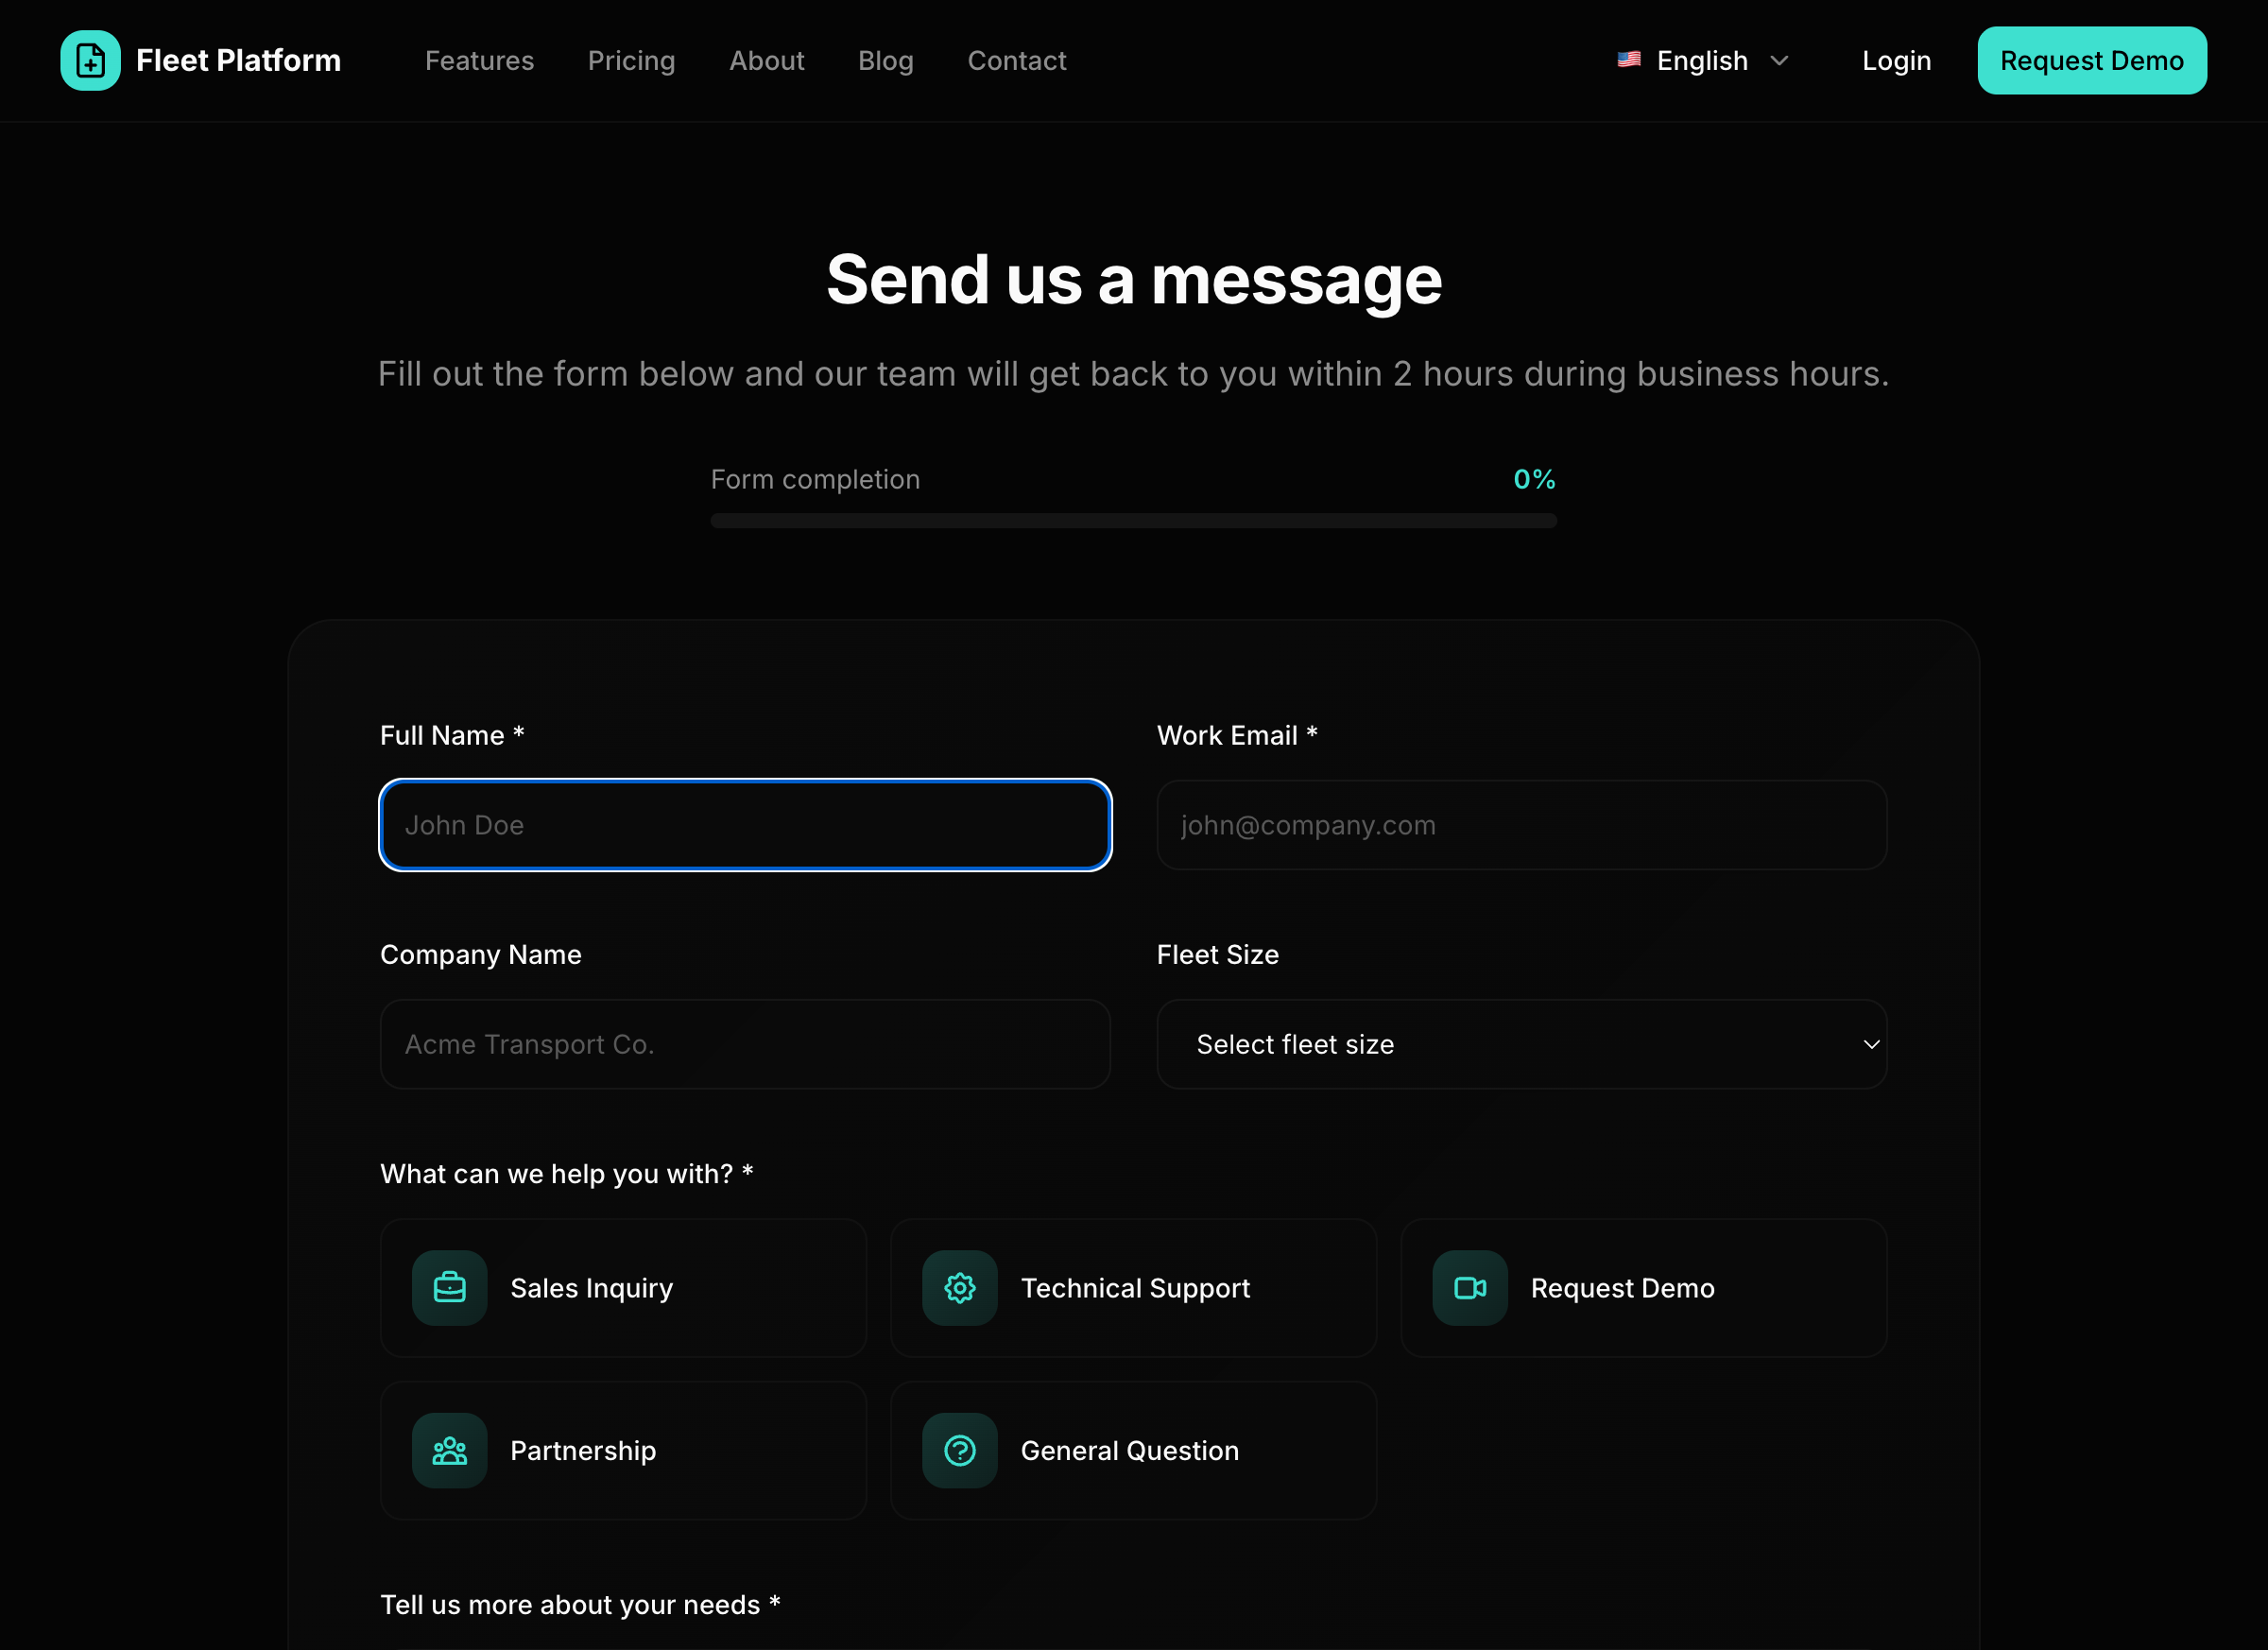 Fleet Platform
Features
Pricing
About
Blog
Contact
English
Login
Request Demo
Send us a message
Fill out the form below and our team will get back to you within 2 hours during business hours.
Form completion
0%
Full Name *
Work Email *
John Doe
john@company.com
Company Name
Fleet Size
Acme Transport Co.
Select fleet size
What can we help you with? *
Sales Inquiry
Technical Support
Request Demo
Partnership
General Question
Tell us more about your needs *